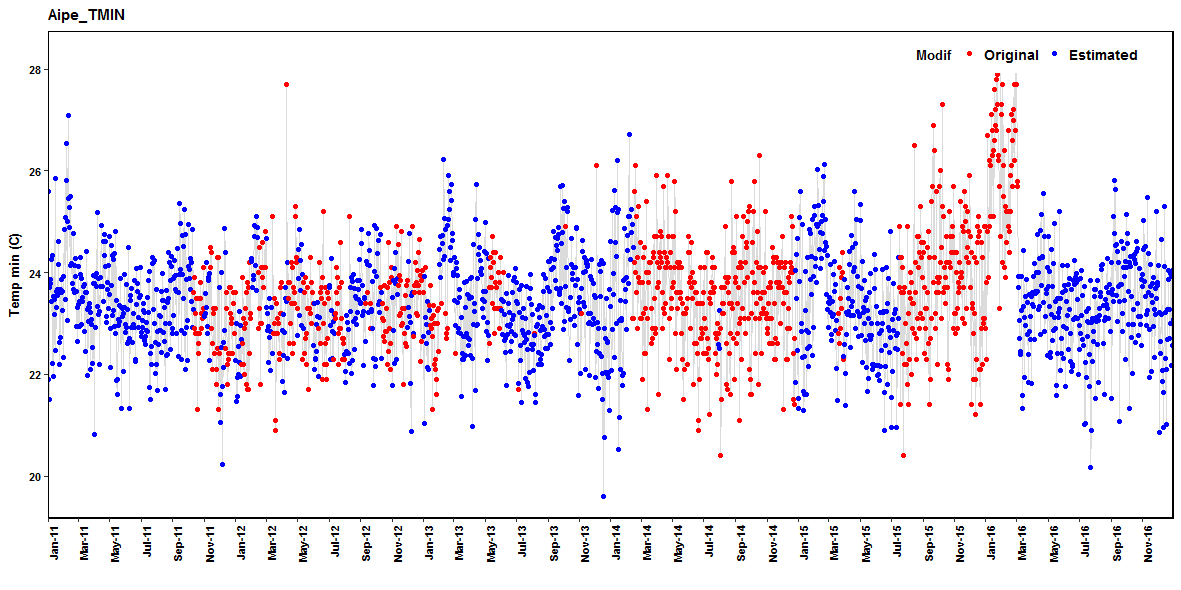 Aipe_TMIN
Modif Original Estimated
Temp min (C)
28
26
24
22
20
Jan-11 Mar-11 May-11 Jul-11 Sep-11 Nov-11 Jan-12 Mar-12 May-12 Jul-12 Sep-12 Nov-12 Jan-13 Mar-13 May-13 Jul-13 Sep-13 Nov-13 Jan-14 Mar-14 May-14 Jul-14 Sep-14 Nov-14 Jan-15 Mar-15 May-15 Jul-15 Sep-15 Nov-15 Jan-16 Mar-16 May-16 Jul-16 Sep-16 Nov-16